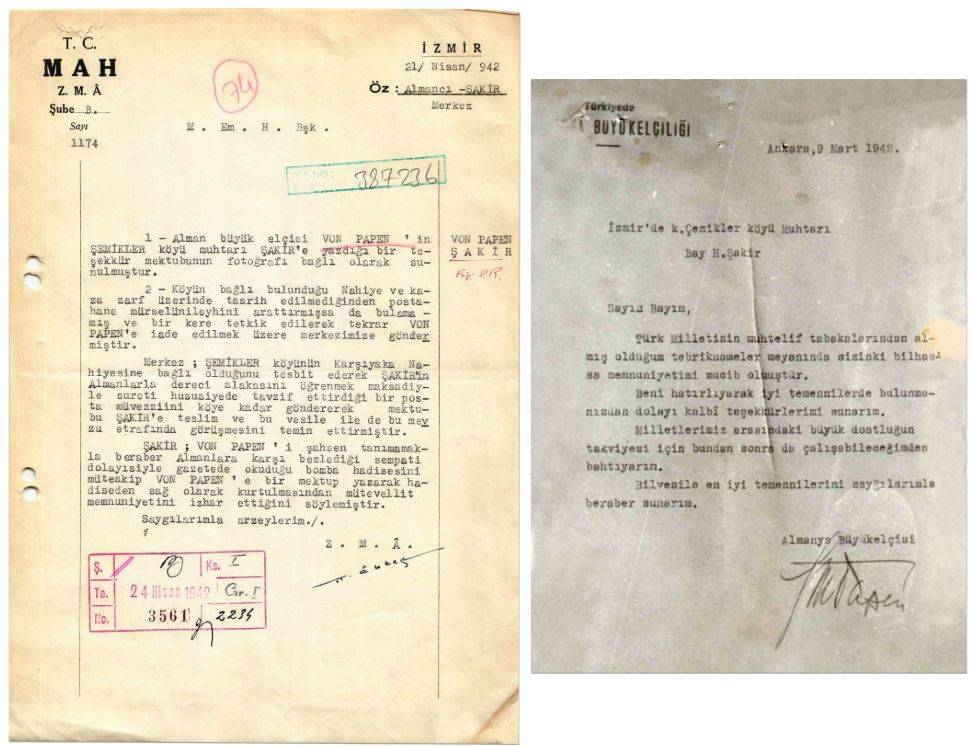 T. C.
MAH
Z. M. Â
Şube B.
Sayı
1174
74
İZMİR
21/ Nisan/ 942
Öz : Almancı -ŞAKİR
Merkez
M. Em. H. Bşk.
NO :
387236
1 - Alman büyük elçisi VON PAPEN 'in
ŞEMİKLER köyü muhtarı ŞAKİR'e yazdığı bir te-
şekkür mektubunun fotoğrafı bağlı olarak su-
nulmuştur.
VON PAPEN
ŞAKİR
2 - Köyün bağlı bulunduğu Nahiye ve ka-
za zarf üzerinde tasrih edilmediğinden posta-
hane mürselünileyhini arattırmışsa da bulama-
mış ve bir kere tetkik edilerek tekrar VON
PAPEN'e iade edilmek üzere merkezimize gönder
miştir.
Merkez ; ŞEMİKLER köyünün Karşıyaka Na-
hiyesine bağlı olduğunu tesbit ederek ŞAKİR'in
Almanlarla dereci alakasını öğrenmek maksadiy-
le sureti hususiyede tavzif ettirdiği bir pos-
ta müvezziini köye kadar göndererek mektu-
bu ŞAKİR'e teslim ve bu vesile ile de bu mev
zu etrafında görüşmesini temin ettirmiştir.
ŞAKİR ; VON PAPEN ' i şahsen tanımamak-
la beraber Almanlara karşı beslediği sempati
dolayısiyle gazetede okuduğu bomba hadisesini
müteakip VON PAPEN ' e bir mektup yazarak ha-
diseden sağ olarak kurtulmasından mütevellit
memnuniyetini izhar ettiğini söylemiştir.
Saygılarımla arzeylerim./.
Z. M. Â.
Ş. Ks. I
Ta. 24 Nisan 1942
No. 3561 2234
Türkiyede
BÜYÜKELÇİLİĞİ
Ankara, 9 Mart 1942.
İzmir'de k.Çemikler köyü Muhtarı
Bay H.Şakir
Sayın Bayım,
Türk Milletinin muhtelif tabakalarından al-
mış olduğum tebriknameler meyanında sizinki bilhas
sa memnuniyetimi mucib olmuştür.
Beni hatırlıyarak iyi temennilerde bulunma-
nızdan dolayı kalbî teşekkürlerimi sunarım.
Milletlerimiz arasındaki büyük dostluğun
takviyesi için bundan sonra da çalışabileceğimden
bahtıyarım.
Bilvesile en iyi temennilerimi saygılarımla
beraber sunarım.
Almanya Büyükelçisi